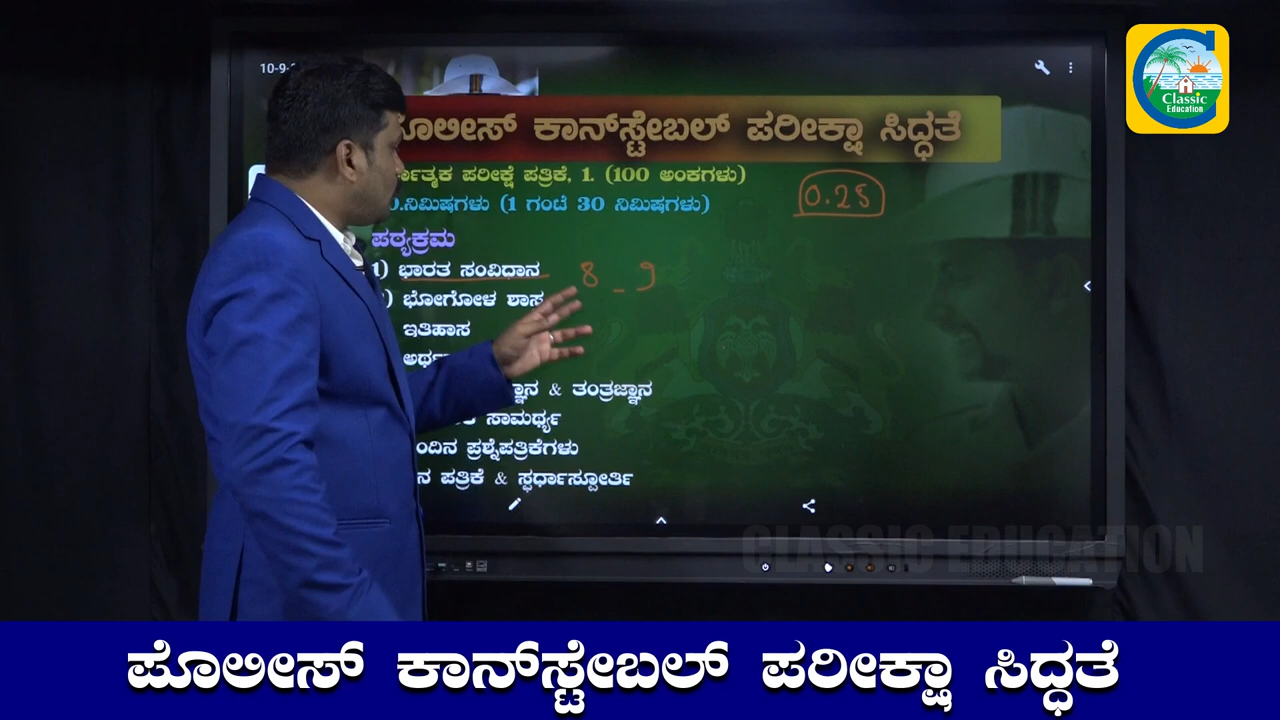 Classic
Education
10-9-
ಪೊಲೀಸ್ ಕಾನ್‌ಸ್ಟೇಬಲ್ ಪರೀಕ್ಷಾ ಸಿದ್ಧತೆ
ಪರೀಕ್ಷೆ ಪತ್ರಿಕೆ, 1. (100 ಅಂಕಗಳು)
0.25
ನಿಮಿಷಗಳು (1 ಗಂಟೆ 30 ನಿಮಿಷಗಳು)
ಪಠ್ಯಕ್ರಮ
1) ಭಾರತ ಸಂವಿಧಾನ 8 - 9
) ಭೋಗೋಳ
ಇತಿಹಾಸ
& ತಂತ್ರಜ್ಞಾನ
ಸಾಮರ್ಥ್ಯ
ಪ್ರಶ್ನೆಪತ್ರಿಕೆಗಳು
ಪತ್ರಿಕೆ & ಸ್ಪರ್ಧಾಸ್ಪೂರ್ತಿ
CLASSIC EDUCATION
ಪೊಲೀಸ್ ಕಾನ್‌ಸ್ಟೇಬಲ್ ಪರೀಕ್ಷಾ ಸಿದ್ಧತೆ